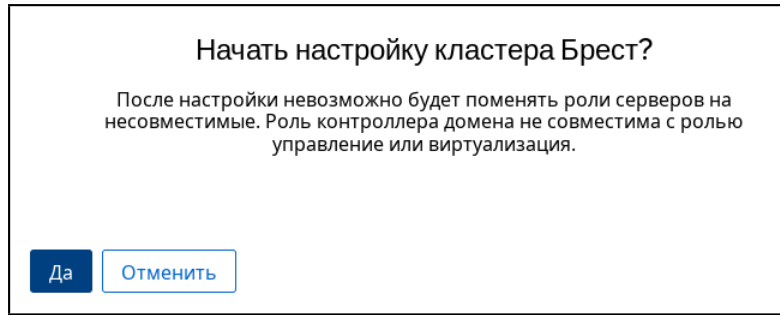 Начать настройку кластера Брест?
После настройки невозможно будет поменять роли серверов на
несовместимые. Роль контроллера домена не совместима с ролью
управление или виртуализация.
Да
Отменить